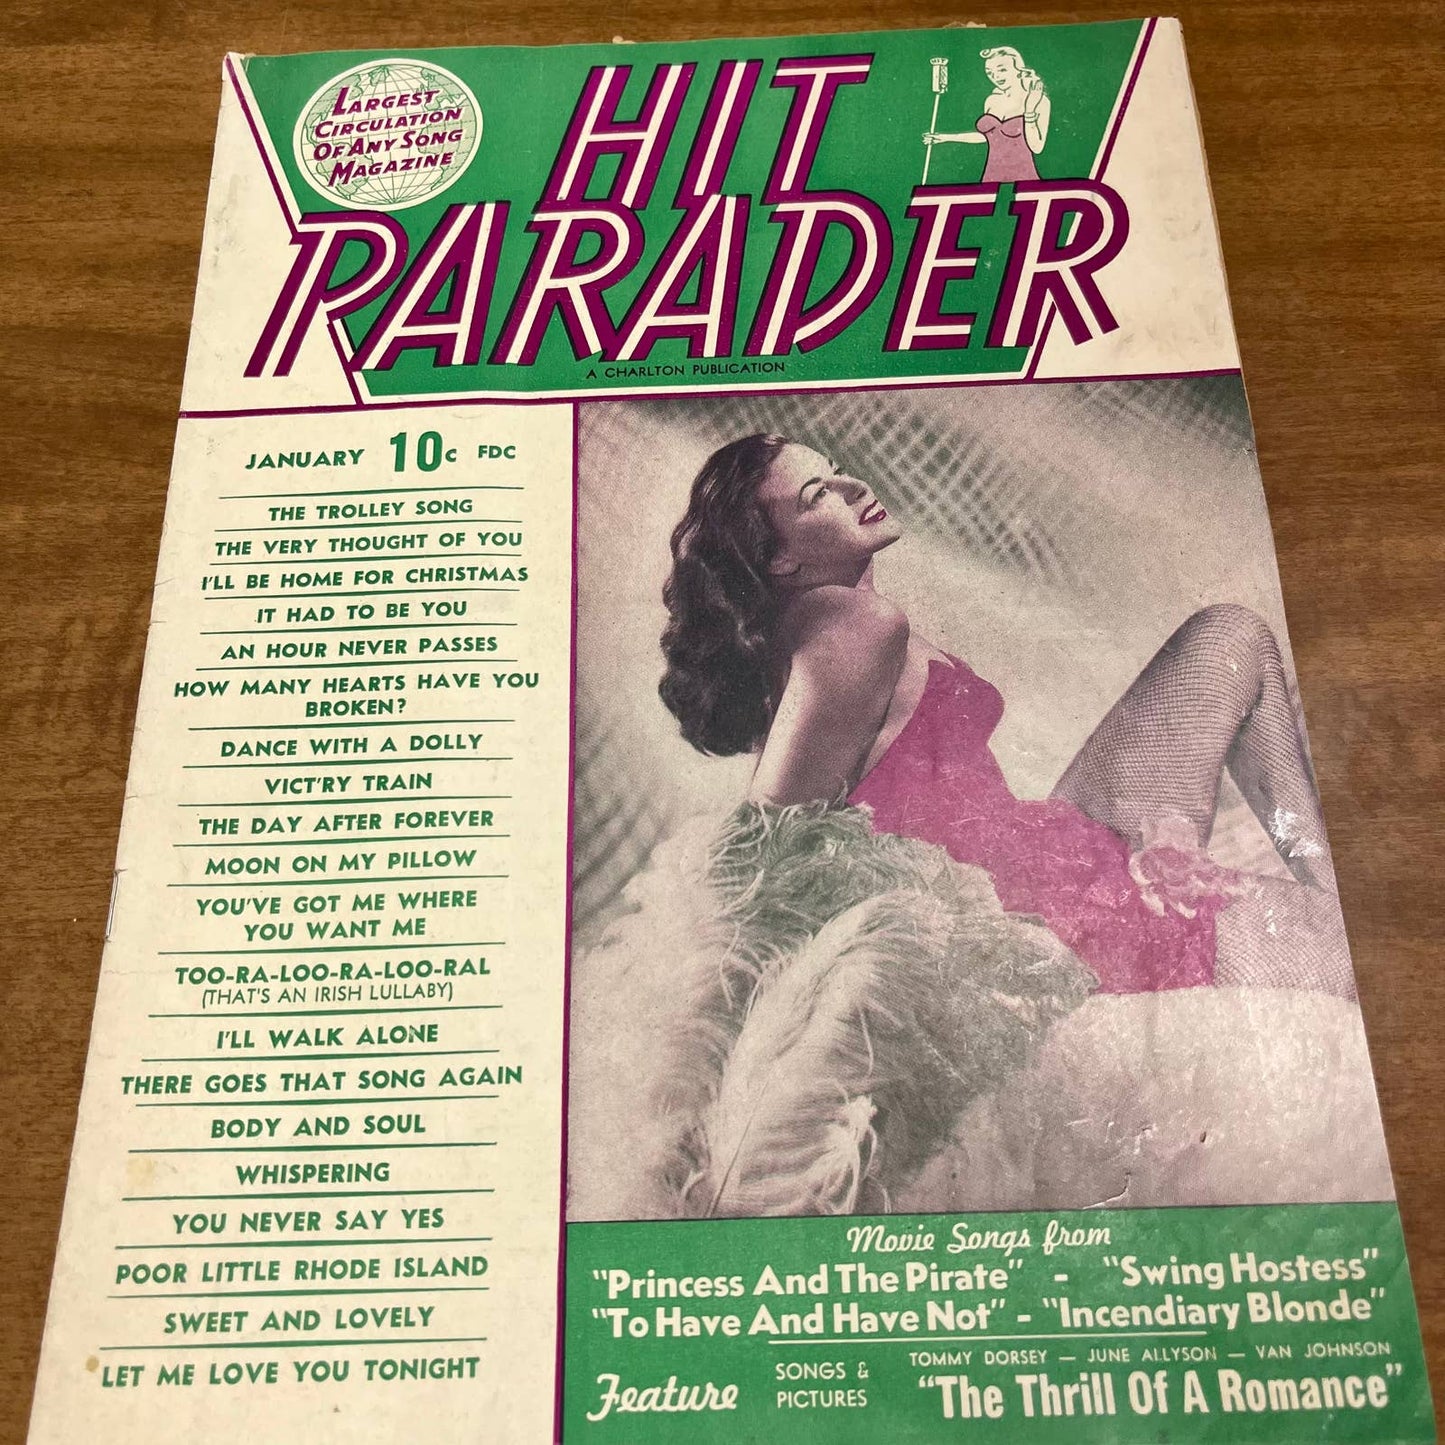 LARGEST
CIRCULATION
OF ANY SONG
MAGAZINE
HIT
PARADER
A CHARLTON PUBLICATION
JANUARY 10c FDC
THE TROLLEY SONG
THE VERY THOUGHT OF YOU
I'LL BE HOME FOR CHRISTMAS
IT HAD TO BE YOU
AN HOUR NEVER PASSES
HOW MANY HEARTS HAVE YOU
BROKEN?
DANCE WITH A DOLLY
VICT'RY TRAIN
THE DAY AFTER FOREVER
MOON ON MY PILLOW
YOU'VE GOT ME WHERE
YOU WANT ME
TOO-RA-LOO-RA-LOO-RAL
(THAT'S AN IRISH LULLABY)
I'LL WALK ALONE
THERE GOES THAT SONG AGAIN
BODY AND SOUL
WHISPERING
YOU NEVER SAY YES
POOR LITTLE RHODE ISLAND
SWEET AND LOVELY
LET ME LOVE YOU TONIGHT
Movie Songs from
"Princess And The Pirate" - "Swing Hostess"
"To Have And Have Not" - "Incendiary Blonde"
Feature SONGS & PICTURES
TOMMY DORSEY — JUNE ALLYSON — VAN JOHNSON
"The Thrill Of A Romance"